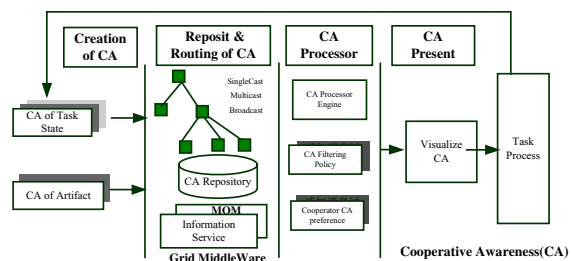 Creation
of CA
Reposit &
Routing of CA
CA
Processor
CA
Present
SingleCast
Multicast
Broadcast
CA of Task
State
CA of Artifact
CA Repository
MOM
Information
Service
Grid MiddleWare
CA Processor
Engine
CA Filtering
Policy
Cooperator CA
preference
Visualize
CA
Task
Process
Cooperative Awareness(CA)